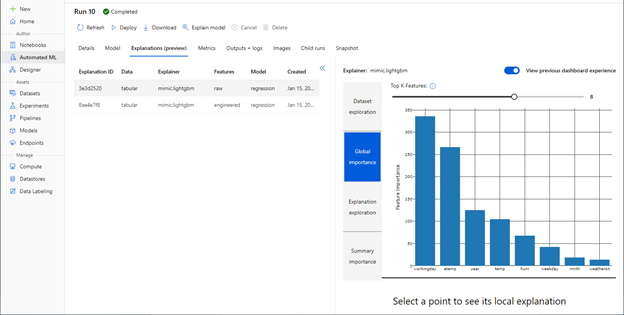 New
Home
Author
Notebooks
Automated ML
Designer
Assets
Datasets
Experiments
Pipelines
Models
Endpoints
Manage
Compute
Datastores
Data Labeling
Run 10 Completed
Refresh Deploy Download Explain model Cancel Delete
Details Model Explanations (preview) Metrics Outputs + logs Images Child runs Snapshot
Explanation ID Data Explainer Features Model Created
3e3d2520 tabular mimic.lightgbm raw regression Jan 15, 20...
8ae4e7f8 tabular mimic.lightgbm engineered regression Jan 15, 20...
Explainer: mimic.lightgbm View previous dashboard experience
Dataset
exploration
Global
importance
Explanation
exploration
Summary
importance
Top K Features: 8
Feature Importance
350
300
250
200
150
100
50
0
workingday atemp year temp hum weekday mnth weathersit
Select a point to see its local explanation